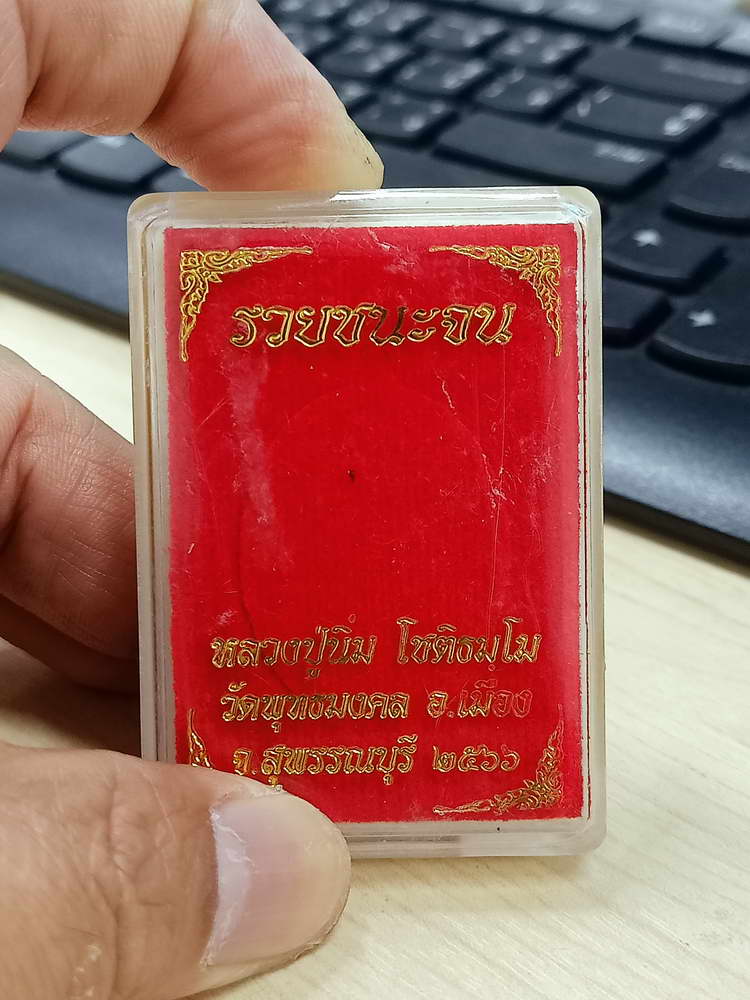 รวยชนะจน
หลวงปู่นิ่ม โชติธมฺโม
วัดพุทธมงคล อ.เมือง
จ.สุพรรณบุรี ๒๕๖๖